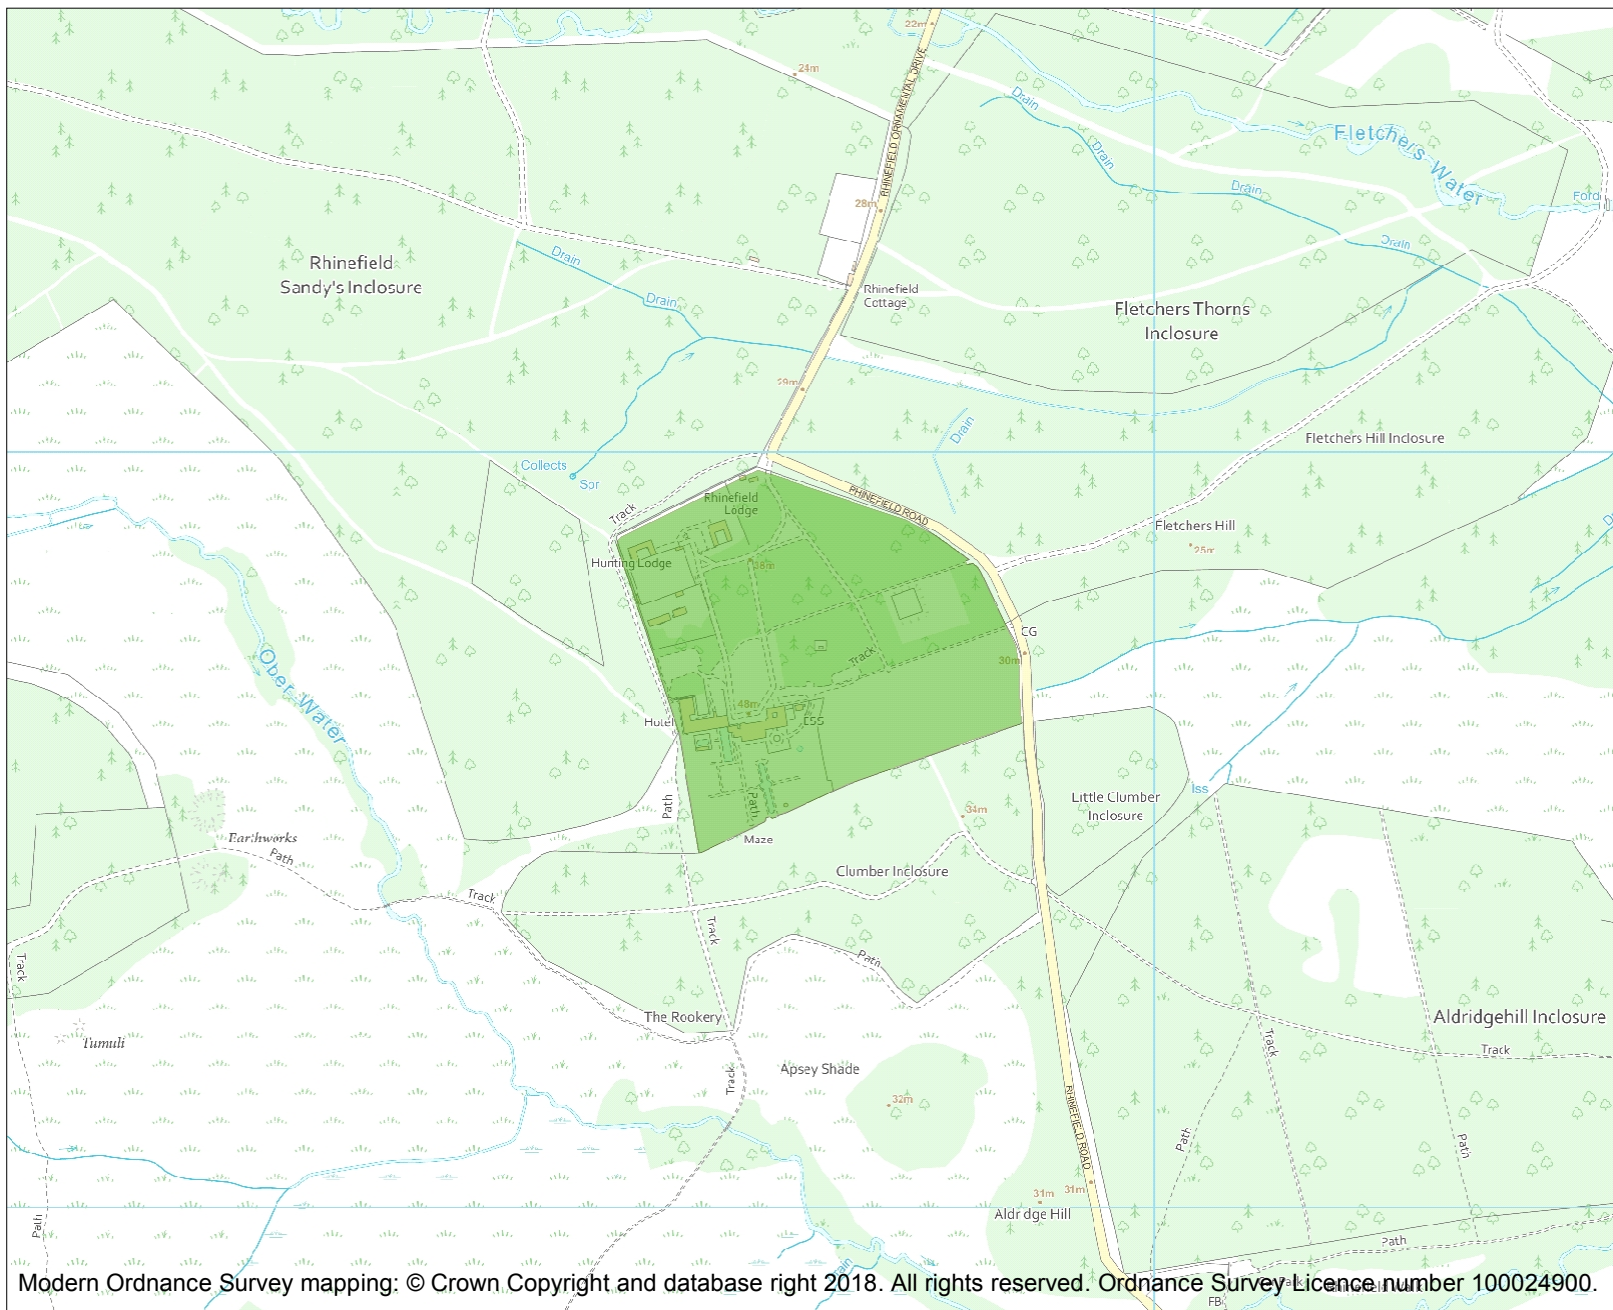 22m
RHINEFIELD ORNAMENTAL DRIVE
24m
Drain
Drain
Drain
Fletchers Water
Ford
28m
Drain
Drain
Drain
Rhinefield
Sandy's Inclosure
Rhinefield
Cottage
Fletchers Thorns
Inclosure
29m
Drain
Fletchers Hill Inclosure
Collects
Spr
Rhinefield
Lodge
RHINEFIELD ROAD
Track
Fletchers Hill
25m
Hunting Lodge
38m
CG
30m
Track
Ober Water
48m
Hotel
ESS
Path
Path
Maze
34m
Little Clumber
Inclosure
Iss
Earthworks
Path
Clumber Inclosure
Track
Track
Path
Track
The Rookery
Aldridgehill Inclosure
Track
Track
Tumuli
Apsey Shade
Track
32m
RHINEFIELD ROAD
Path
Path
31m
31m
Aldridge Hill
Path
Path
Drain
Modern Ordnance Survey mapping: © Crown Copyright and database right 2018. All rights reserved. Ordnance Survey Licence number 100024900.
FB